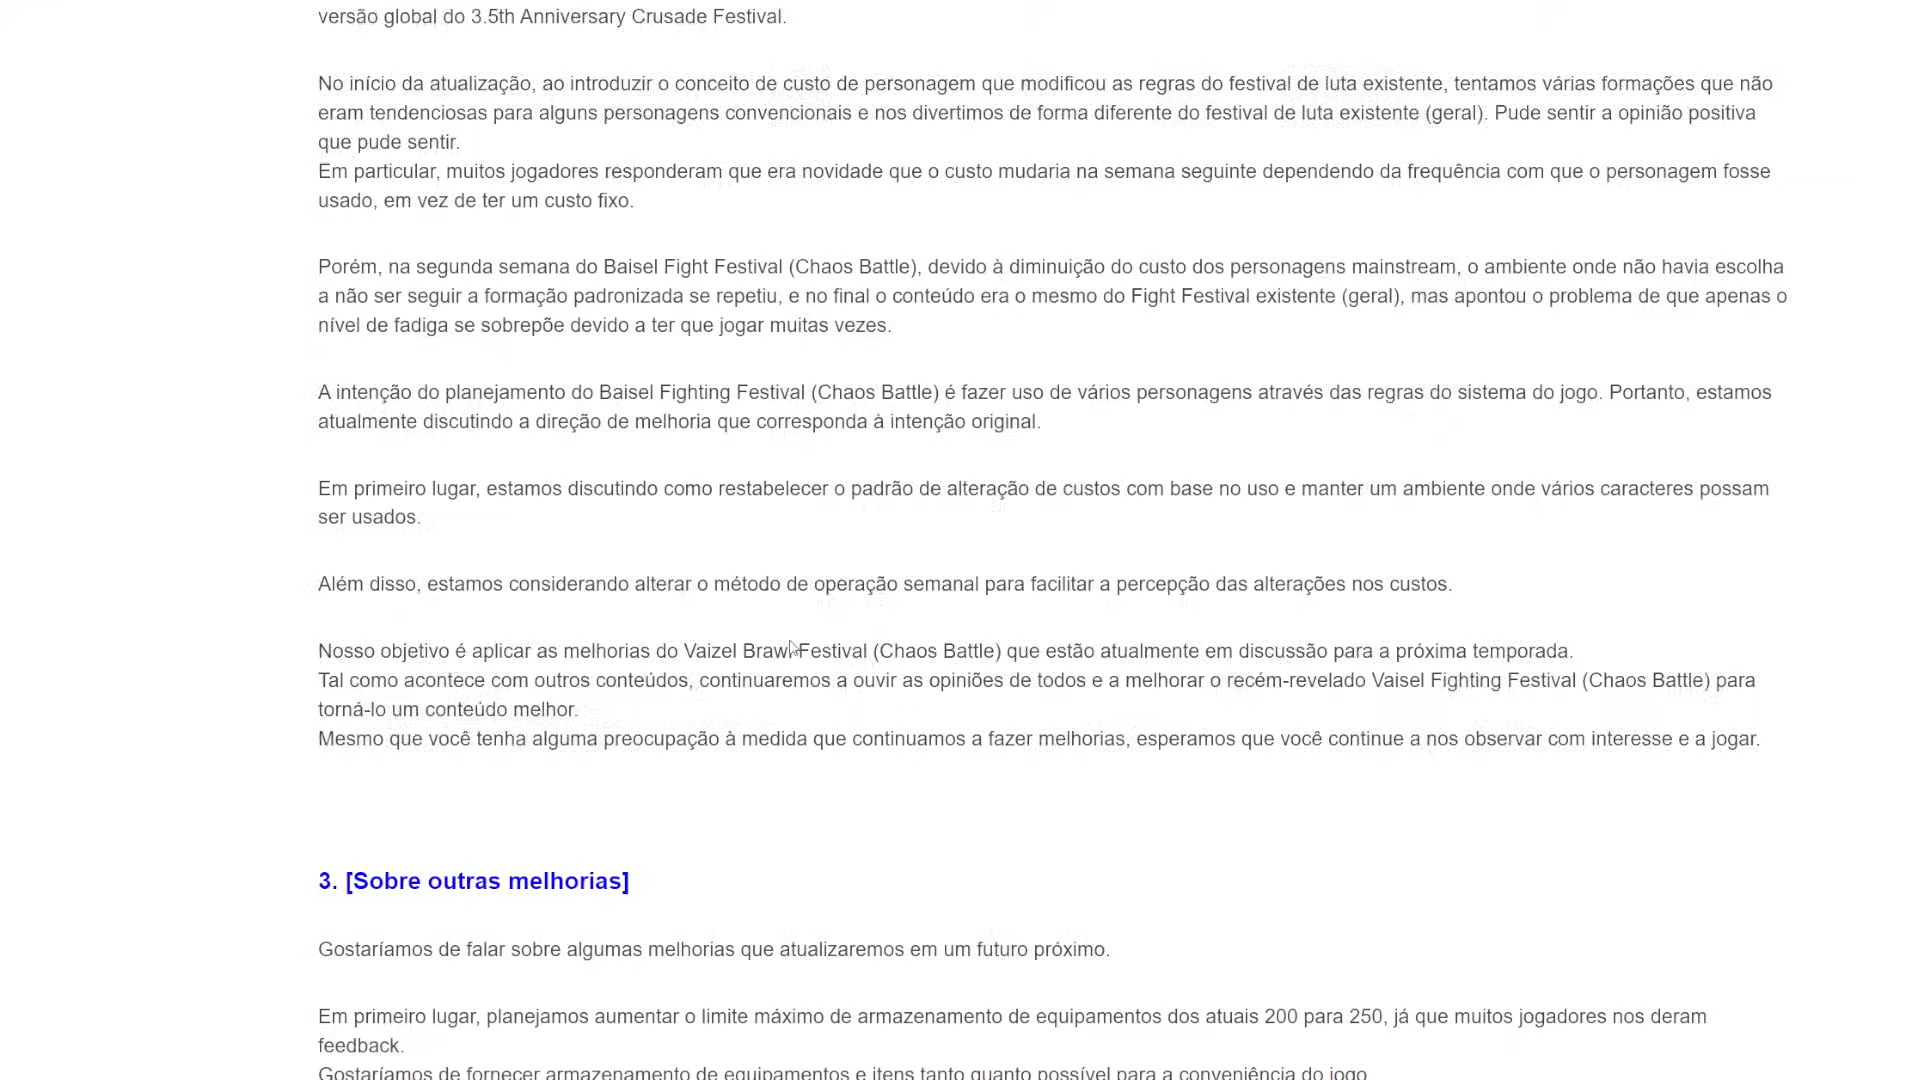 versão global do 3.5th Anniversary Crusade Festival.
No início da atualização, ao introduzir o conceito de custo de personagem que modificou as regras do festival de luta existente, tentamos várias formações que não
eram tendenciosas para alguns personagens convencionais e nos divertimos de forma diferente do festival de luta existente (geral). Pude sentir a opinião positiva
que pude sentir.
Em particular, muitos jogadores responderam que era novidade que o custo mudaria na semana seguinte dependendo da frequência com que o personagem fosse
usado, em vez de ter um custo fixo.
Porém, na segunda semana do Baisel Fight Festival (Chaos Battle), devido à diminuição do custo dos personagens mainstream, o ambiente onde não havia escolha
a não ser seguir a formação padronizada se repetiu, e no final o conteúdo era o mesmo do Fight Festival existente (geral), mas apontou o problema de que apenas o
nível de fadiga se sobrepõe devido a ter que jogar muitas vezes.
A intenção do planejamento do Baisel Fighting Festival (Chaos Battle) é fazer uso de vários personagens através das regras do sistema do jogo. Portanto, estamos
atualmente discutindo a direção de melhoria que corresponda à intenção original.
Em primeiro lugar, estamos discutindo como restabelecer o padrão de alteração de custos com base no uso e manter um ambiente onde vários caracteres possam
ser usados.
Além disso, estamos considerando alterar o método de operação semanal para facilitar a percepção das alterações nos custos.
Nosso objetivo é aplicar as melhorias do Vaizel Brawl Festival (Chaos Battle) que estão atualmente em discussão para a próxima temporada.
Tal como acontece com outros conteúdos, continuaremos a ouvir as opiniões de todos e a melhorar o recém-revelado Vaisel Fighting Festival (Chaos Battle) para
torná-lo um conteúdo melhor.
Mesmo que você tenha alguma preocupação à medida que continuamos a fazer melhorias, esperamos que você continue a nos observar com interesse e a jogar.
3. [Sobre outras melhorias]
Gostaríamos de falar sobre algumas melhorias que atualizaremos em um futuro próximo.
Em primeiro lugar, planejamos aumentar o limite máximo de armazenamento de equipamentos dos atuais 200 para 250, já que muitos jogadores nos deram
feedback.
Gostaríamos de fornecer armazenamento de equipamentos e itens tanto quanto possível para a conveniência do jogo